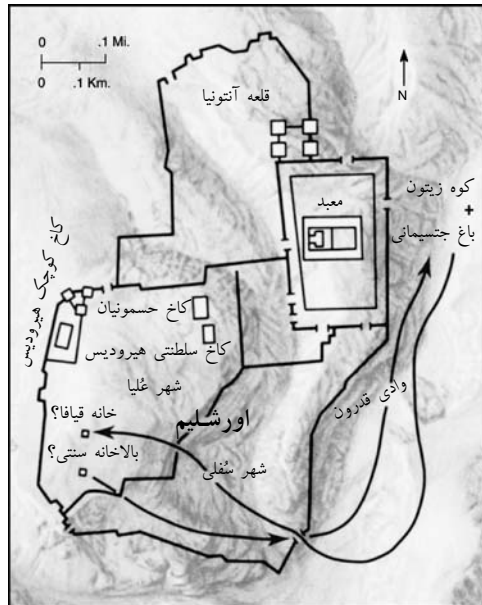 0 .1 Mi.
0 .1 Km.
N
قلعه آنتونیا
معبد
کوه زیتون
+
باغ جتسیمانی
کاخ کوچک هیرودیس
کاخ حسمونیان
کاخ سلطنتی هیرودیس
شهر عُلیا
اورشلیم
خانه قیافا؟
بالاخانه سنتی؟
شهر سُفلی
وادی قدرون